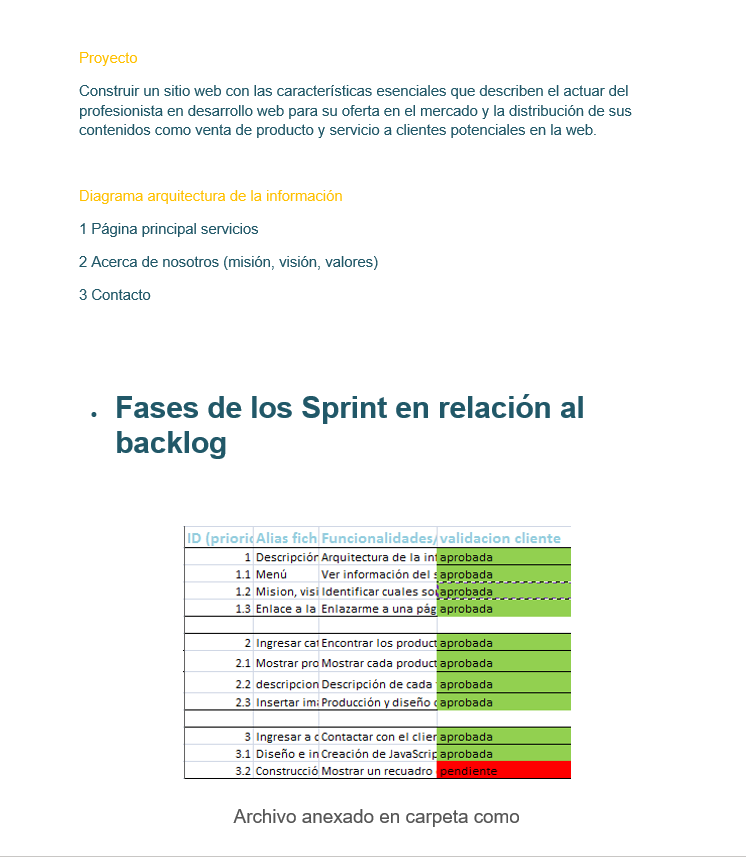 Proyecto
Construir un sitio web con las características esenciales que describen el actuar del
profesionista en desarrollo web para su oferta en el mercado y la distribución de sus
contenidos como venta de producto y servicio a clientes potenciales en la web.
Diagrama arquitectura de la información
1 Página principal servicios
2 Acerca de nosotros (misión, visión, valores)
3 Contacto
• Fases de los Sprint en relación al
backlog
ID (prioric Alias fich Funcionalidades/ validacion cliente
1 Descripción Arquitectura de la inf aprobada
1.1 Menú Ver información del s aprobada
1.2 Mision, visi Identificar cuales so aprobada
1.3 Enlace a la Enlazarme a una pág aprobada
2 Ingresar cat Encontrar los product aprobada
2.1 Mostrar pro Mostrar cada product aprobada
2.2 descripcion Descripción de cada aprobada
2.3 Insertar im Producción y diseño aprobada
3 Ingresar a c Contactar con el clien aprobada
3.1 Diseño e in Creación de JavaScrip aprobada
3.2 Construcció Mostrar un recuadro pendiente
Archivo anexado en carpeta como